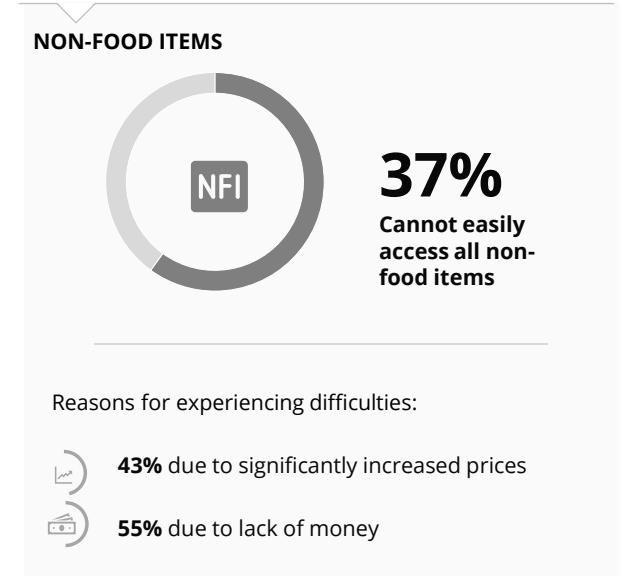 NON-FOOD ITEMS
NFI
37%
Cannot easily
access all non-
food items
Reasons for experiencing difficulties:
43% due to significantly increased prices
55% due to lack of money